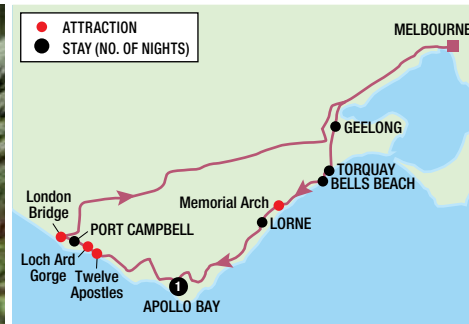 ATTRACTION
STAY (NO. OF NIGHTS)
MELBOURNE
GEELONG
TORQUAY
BELLS BEACH
Memorial Arch
LORNE
London
Bridge
PORT CAMPBELL
Loch Ard
Gorge
Twelve
Apostles
1
APOLLO BAY